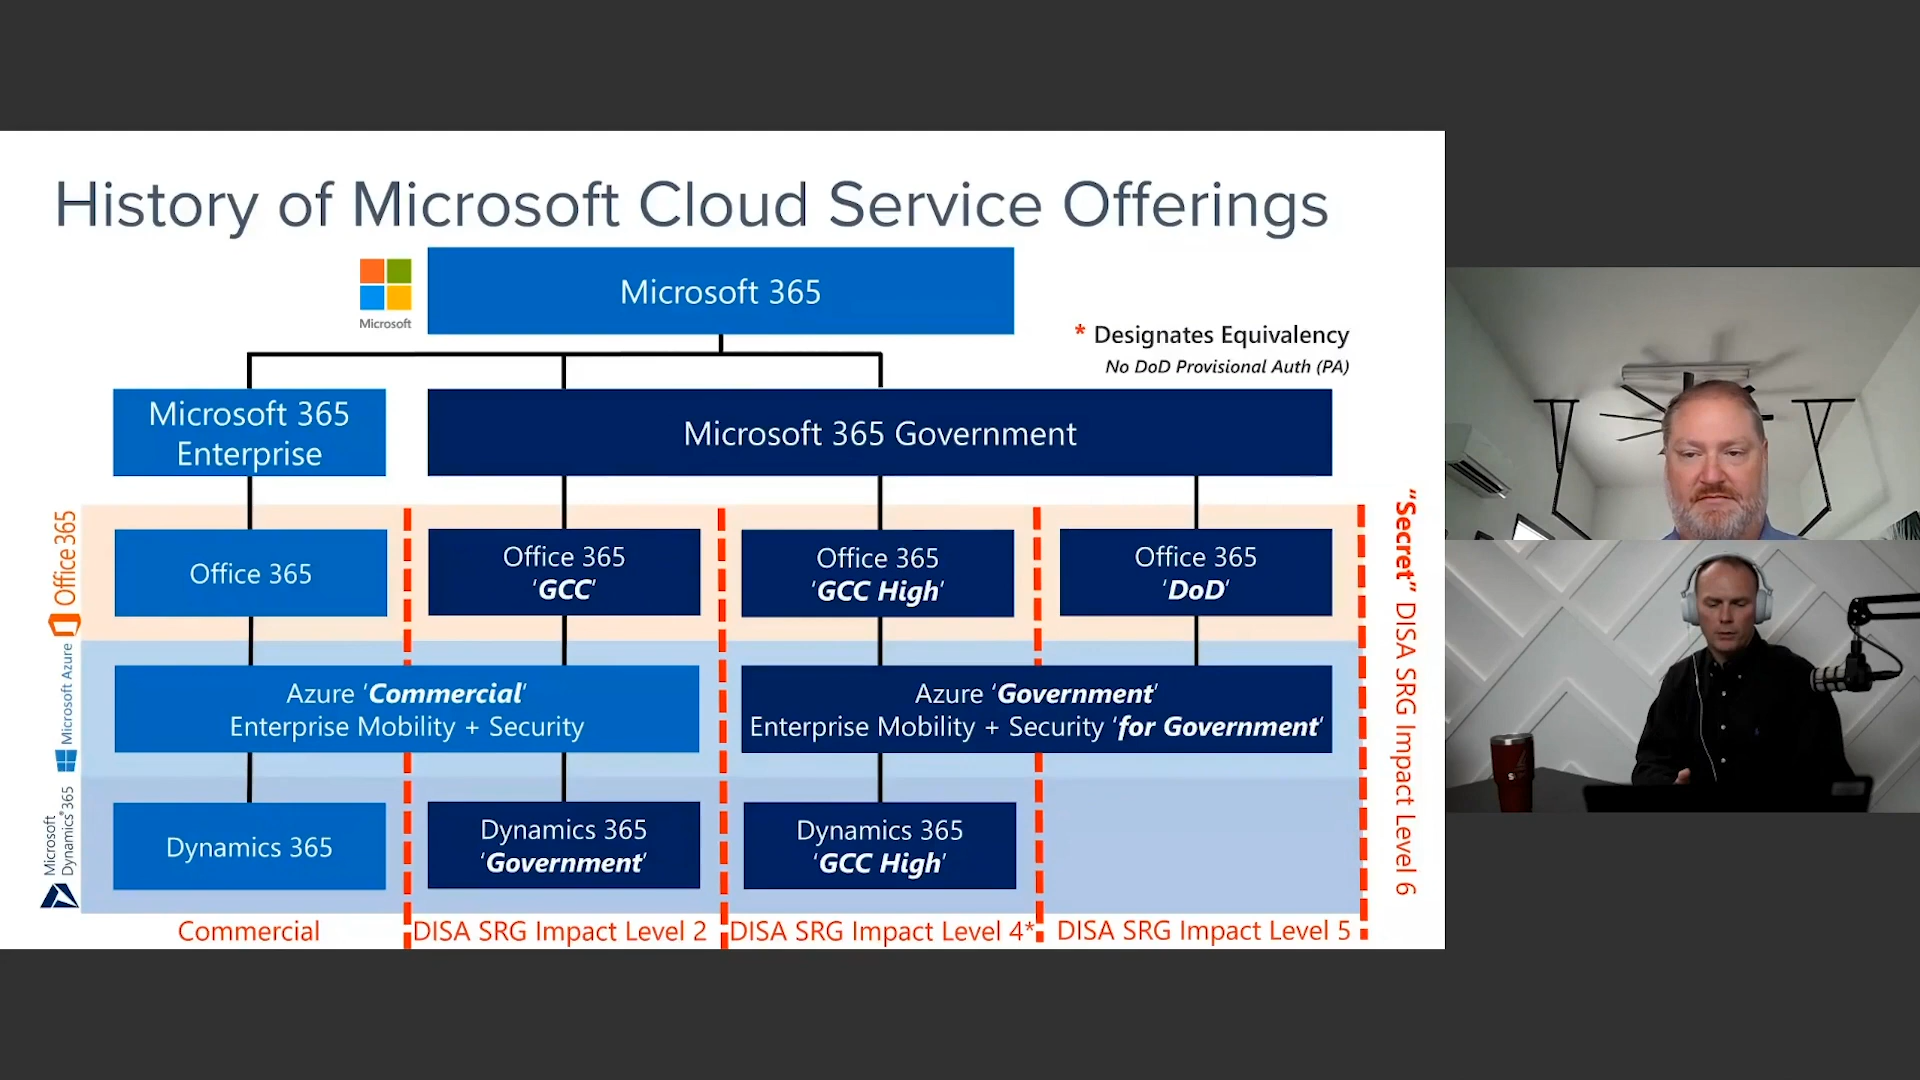 History of Microsoft Cloud Service Offerings
Microsoft
Microsoft 365
* Designates Equivalency
No DoD Provisional Auth (PA)
Microsoft 365
Enterprise
Microsoft 365 Government
Office 365
Office 365
Office 365
'GCC'
Office 365
'GCC High'
Office 365
'DoD'
Microsoft Azure
Azure 'Commercial'
Enterprise Mobility + Security
Azure 'Government'
Enterprise Mobility + Security 'for Government'
Microsoft
Dynamics 365
Dynamics 365
Dynamics 365
'Government'
Dynamics 365
'GCC High'
"Secret" DISA SRG Impact Level 6
Commercial
DISA SRG Impact Level 2
DISA SRG Impact Level 4*
DISA SRG Impact Level 5